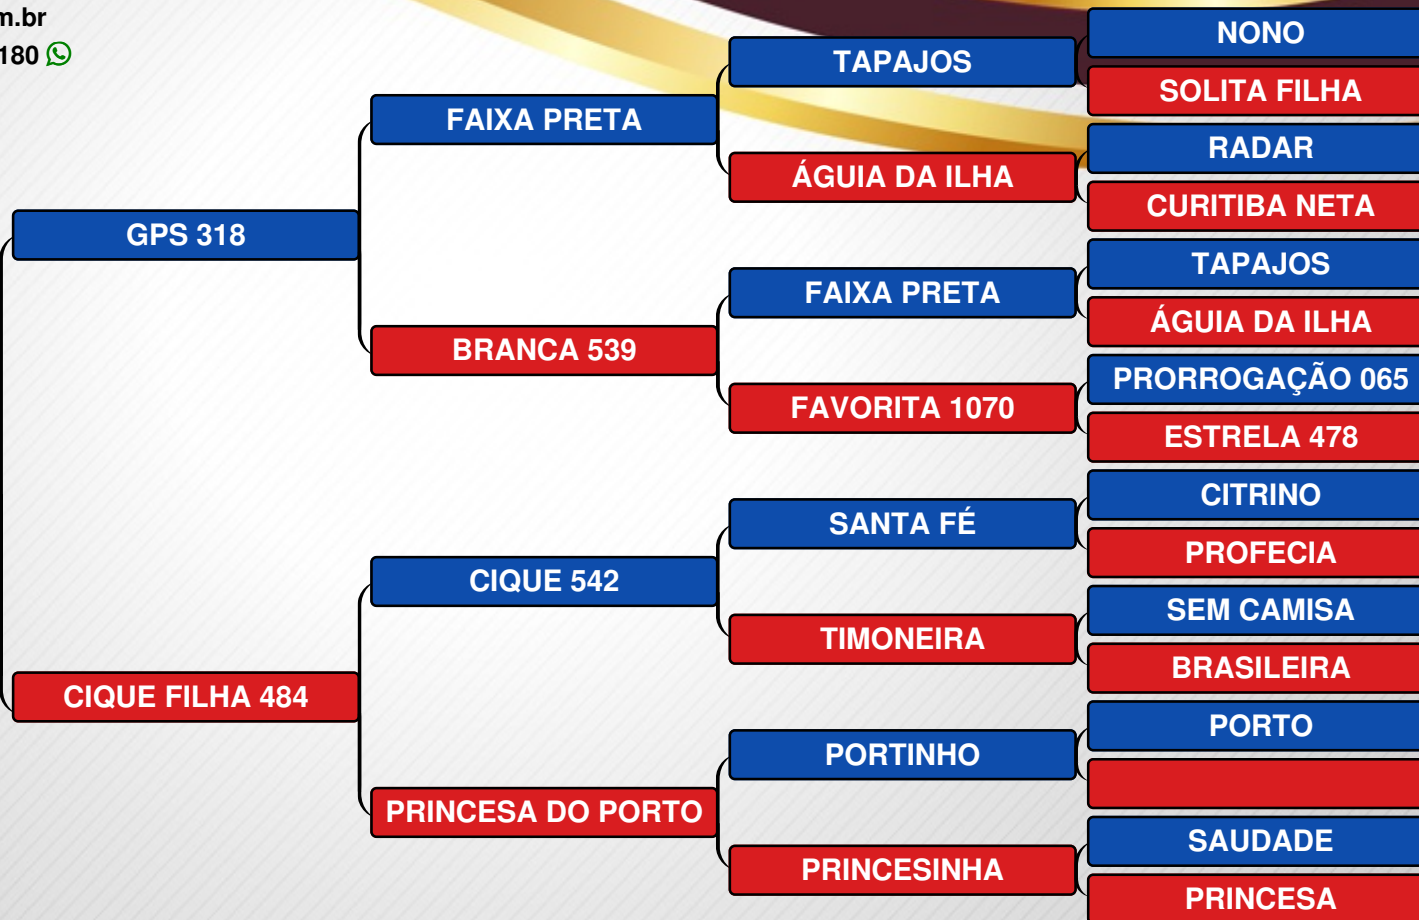 m.br
180
NONO
TAPAJOS
SOLITA FILHA
FAIXA PRETA
RADAR
ÁGUIA DA ILHA
CURITIBA NETA
GPS 318
TAPAJOS
FAIXA PRETA
ÁGUIA DA ILHA
BRANCA 539
PRORROGAÇÃO 065
FAVORITA 1070
ESTRELA 478
CITRINO
SANTA FÉ
PROFECIA
CIQUE 542
SEM CAMISA
TIMONEIRA
BRASILEIRA
CIQUE FILHA 484
PORTO
PORTINHO
PRINCESA DO PORTO
SAUDADE
PRINCESINHA
PRINCESA